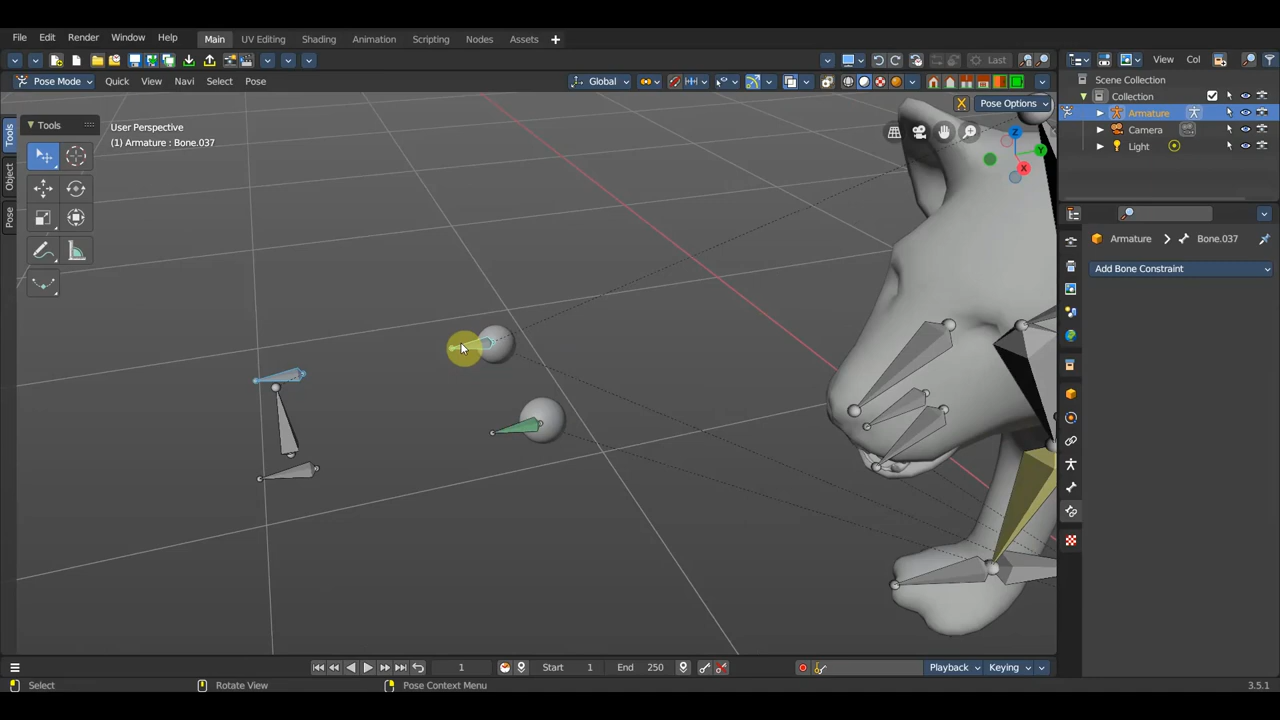 File Edit Render Window Help Main UV Editing Shading Animation Scripting Nodes Assets
Last View Col
Pose Mode Quick View Navi Select Pose Global
Scene Collection
Collection
Armature
Camera
Light
Pose Options
Tools
Tools
Object
Pose
User Perspective
(1) Armature : Bone.037
Z
Y
X
Armature Bone.037
Add Bone Constraint
1 Start 1 End 250 Playback Keying
Select Rotate View Pose Context Menu 3.5.1